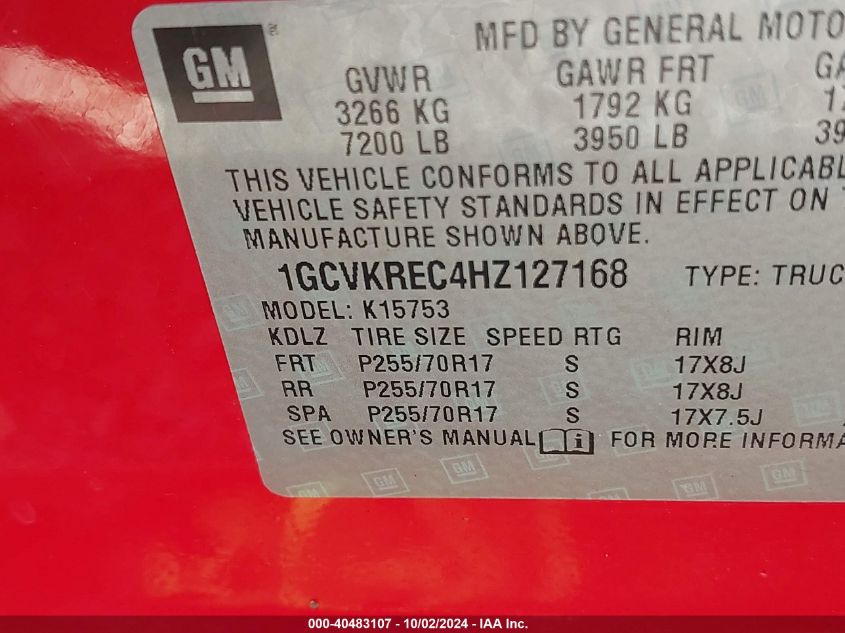 GM
MFD BY GENERAL MOTO
GVWR GAWR FRT GA
3266 KG 1792 KG 17
7200 LB 3950 LB 39
THIS VEHICLE CONFORMS TO ALL APPLICABL
VEHICLE SAFETY STANDARDS IN EFFECT ON T
MANUFACTURE SHOWN ABOVE.
1GCVKREC4HZ127168 TYPE: TRUC
MODEL: K15753
KDLZ TIRE SIZE SPEED RTG RIM
FRT P255/70R17 S 17X8J
RR P255/70R17 S 17X8J
SPA P255/70R17 S 17X7.5J
SEE OWNER'S MANUAL i FOR MORE INFORMA
000-40483107 - 10/02/2024 - IAA Inc.